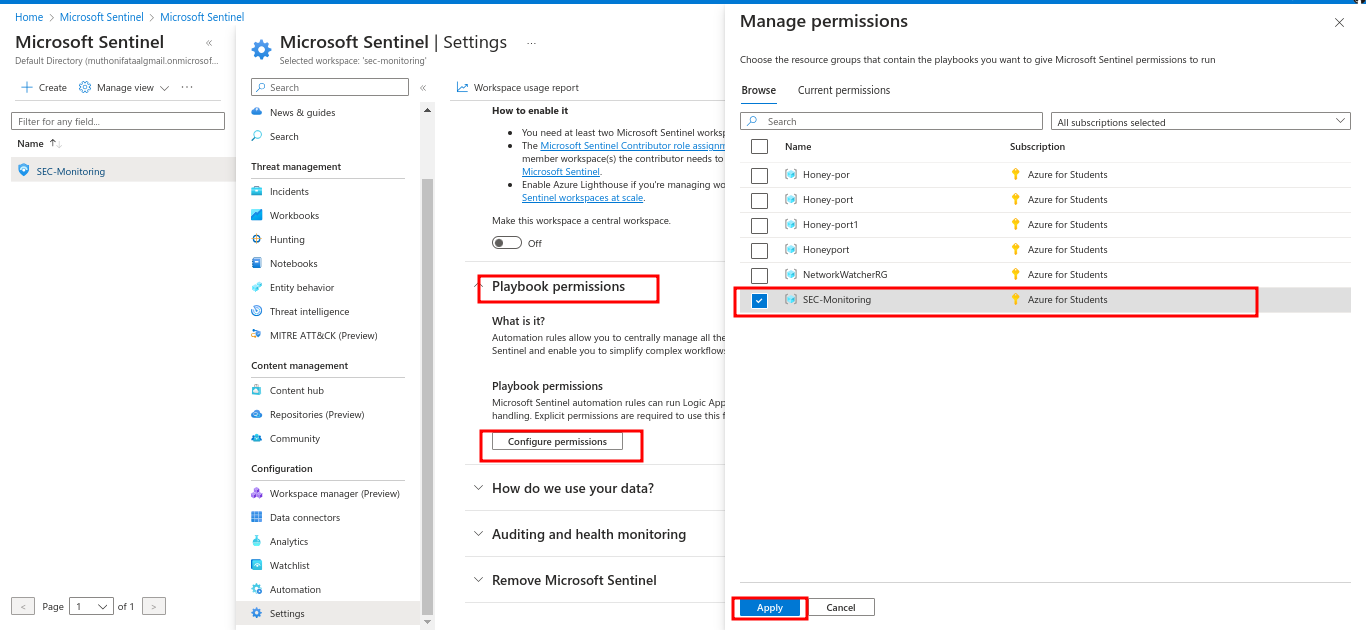 Home > Microsoft Sentinel > Microsoft Sentinel
Microsoft Sentinel «
Default Directory (muthonifataalgmail.onmicrosof...
+ Create Manage view ...
Filter for any field...
Name ↑↓
SEC-Monitoring
< Page 1 of 1 >
Microsoft Sentinel | Settings ...
Selected workspace: 'sec-monitoring'
Search «
News & guides
Search
Threat management
Incidents
Workbooks
Hunting
Notebooks
Entity behavior
Threat intelligence
MITRE ATT&CK (Preview)
Content management
Content hub
Repositories (Preview)
Community
Configuration
Workspace manager (Preview)
Data connectors
Analytics
Watchlist
Automation
Settings
Workspace usage report
How to enable it
• You need at least two Microsoft Sentinel worksp
• The Microsoft Sentinel Contributor role assignm
member workspace(s) the contributor needs to
Microsoft Sentinel.
• Enable Azure Lighthouse if you're managing wo
Sentinel workspaces at scale.
Make this workspace a central workspace.
Off
Playbook permissions
What is it?
Automation rules allow you to centrally manage all the
Sentinel and enable you to simplify complex workflows
Playbook permissions
Microsoft Sentinel automation rules can run Logic App
handling. Explicit permissions are required to use this f
Configure permissions
How do we use your data?
Auditing and health monitoring
Remove Microsoft Sentinel
Manage permissions
Choose the resource groups that contain the playbooks you want to give Microsoft Sentinel permissions to run
Browse Current permissions
Search All subscriptions selected
Name Subscription
Honey-por Azure for Students
Honey-port Azure for Students
Honey-port1 Azure for Students
Honeyport Azure for Students
NetworkWatcherRG Azure for Students
SEC-Monitoring Azure for Students
Apply Cancel